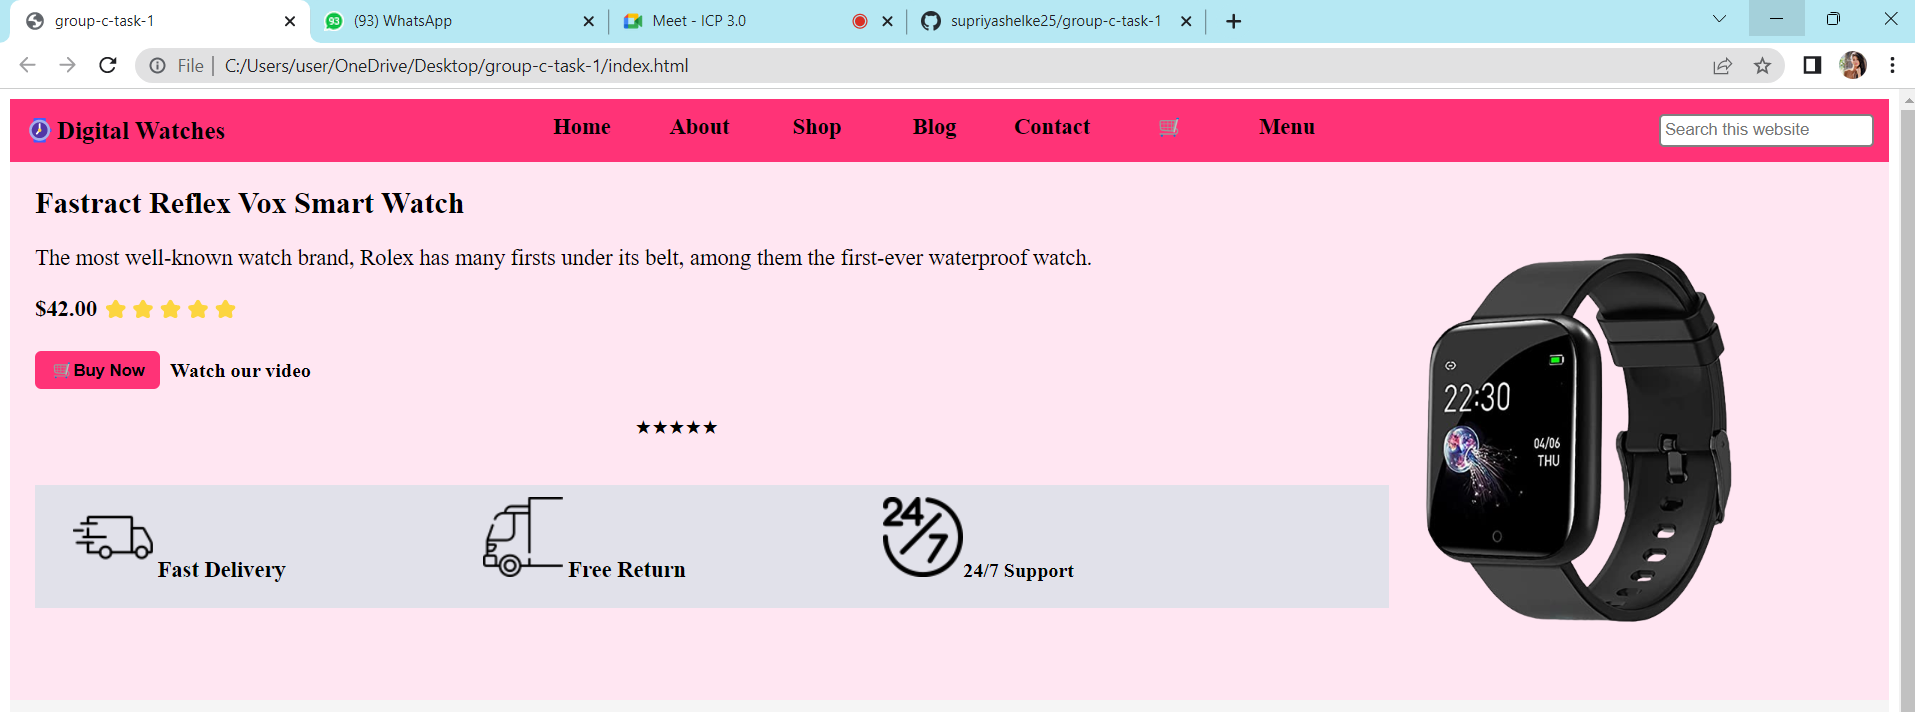 group-c-task-1
93 (93) WhatsApp
Meet - ICP 3.0
supriyashelke25/group-c-task-1
File | C:/Users/user/OneDrive/Desktop/group-c-task-1/index.html
Digital Watches Home About Shop Blog Contact 🛒 Menu Search this website
Fastract Reflex Vox Smart Watch
The most well-known watch brand, Rolex has many firsts under its belt, among them the first-ever waterproof watch.
$42.00 ⭐ ⭐ ⭐ ⭐ ⭐
🛒Buy Now Watch our video
★★★★★
22:30
04/06
THU
Fast Delivery
Free Return
24/7
24/7 Support